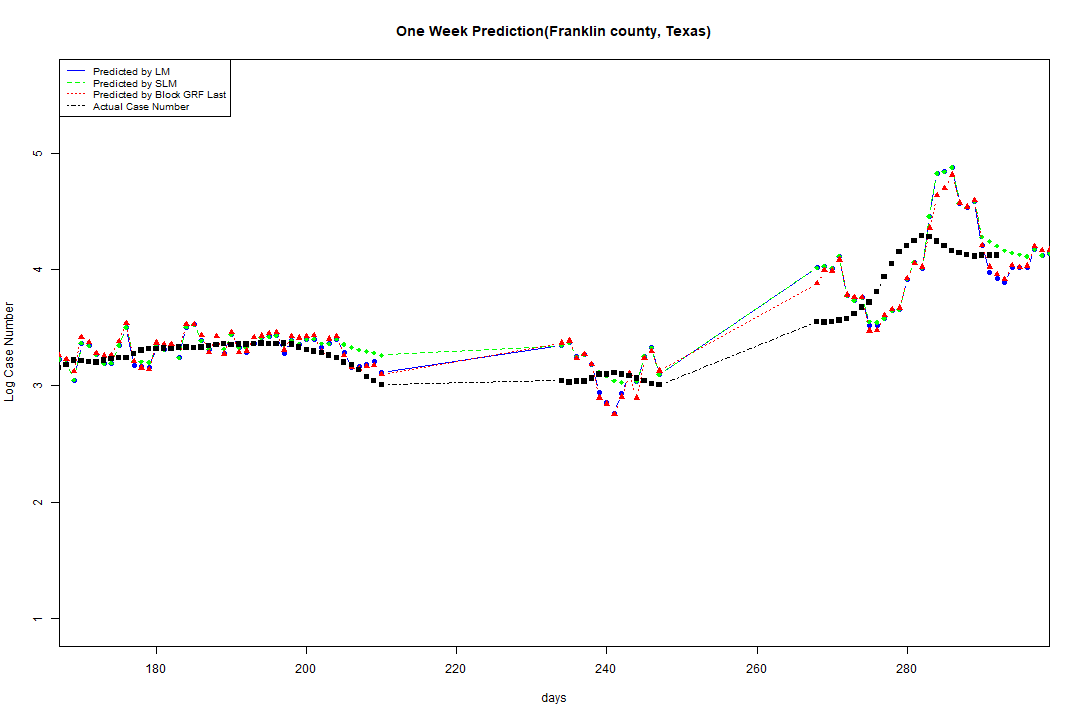 One Week Prediction(Franklin county, Texas)
Predicted by LM
Predicted by SLM
Predicted by Block GRF Last
Actual Case Number
5
4
3
2
1
Log Case Number
180
200
220
240
260
280
days